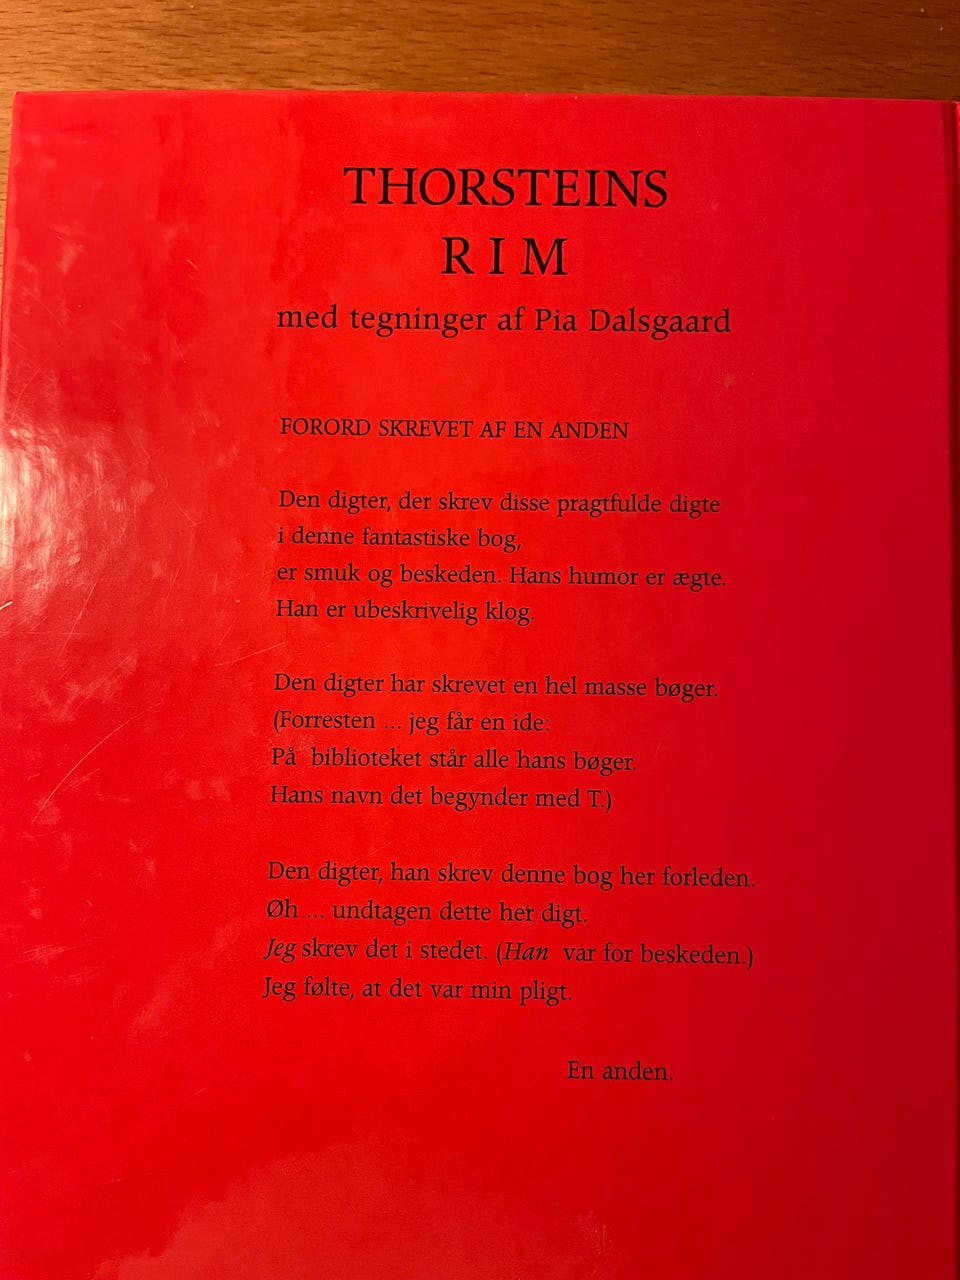 THORSTEINS
RIM
med tegninger af Pia Dalsgaard
FORORD SKREVET AF EN ANDEN
Den digter, der skrev disse pragtfulde digte
i denne fantastiske bog,
er smuk og beskeden. Hans humor er ægte.
Han er ubeskrivelig klog.
Den digter har skrevet en hel masse bøger.
(Forresten ... jeg får en ide:
På biblioteket står alle hans bøger.
Hans navn det begynder med T.)
Den digter, han skrev denne bog her forleden.
Øh ... undtagen dette her digt.
Jeg skrev det i stedet. (Han var for beskeden.)
Jeg følte, at det var min pligt.
En anden.